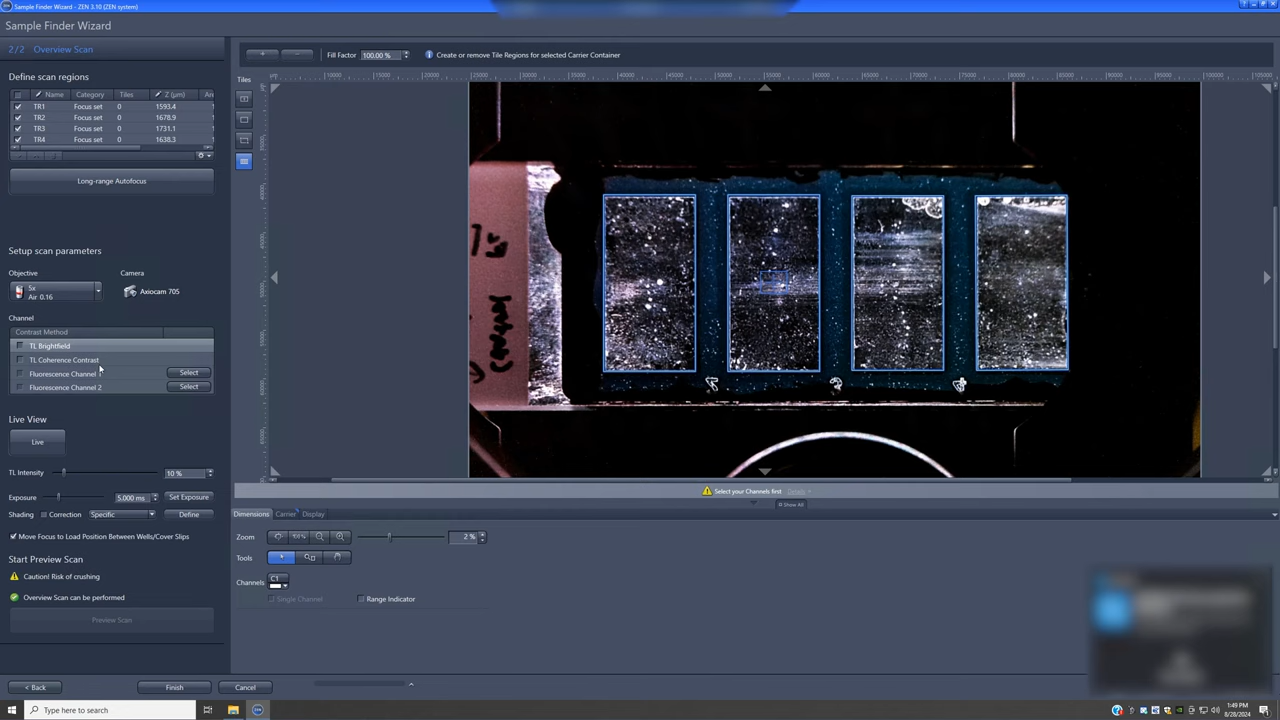 Sample Finder Wizard - ZEN 3.10 (ZEN system)
Sample Finder Wizard
2/2 Overview Scan
Fill Factor 100.00 % Create or remove Tile Regions for selected Carrier Container
Define scan regions
Tiles
Name Category Tiles Z (µm)
TR1 Focus set 0 1593.4
TR2 Focus set 0 1678.9
TR3 Focus set 0 1731.1
TR4 Focus set 0 1638.3
Long-range Autofocus
Setup scan parameters
Objective Camera
5x
Air 0.16
Axiocam 705
Channel
Contrast Method
TL Brightfield
TL Coherence Contrast
Fluorescence Channel 1 Select
Fluorescence Channel 2 Select
Live View
Live
TL Intensity 10 %
Exposure 5.000 ms Set Exposure
Shading Correction Specific Define
Move Focus to Load Position Between Wells/Cover Slips
Start Preview Scan
Caution! Risk of crushing
Overview Scan can be performed
Preview Scan
Select your Channels first Details
Show All
Dimensions Carrier Display
Zoom 100% 2 %
Tools
Channels C1
Single Channel Range Indicator
< Back Finish Cancel
Type here to search
1:49 PM
8/28/2024